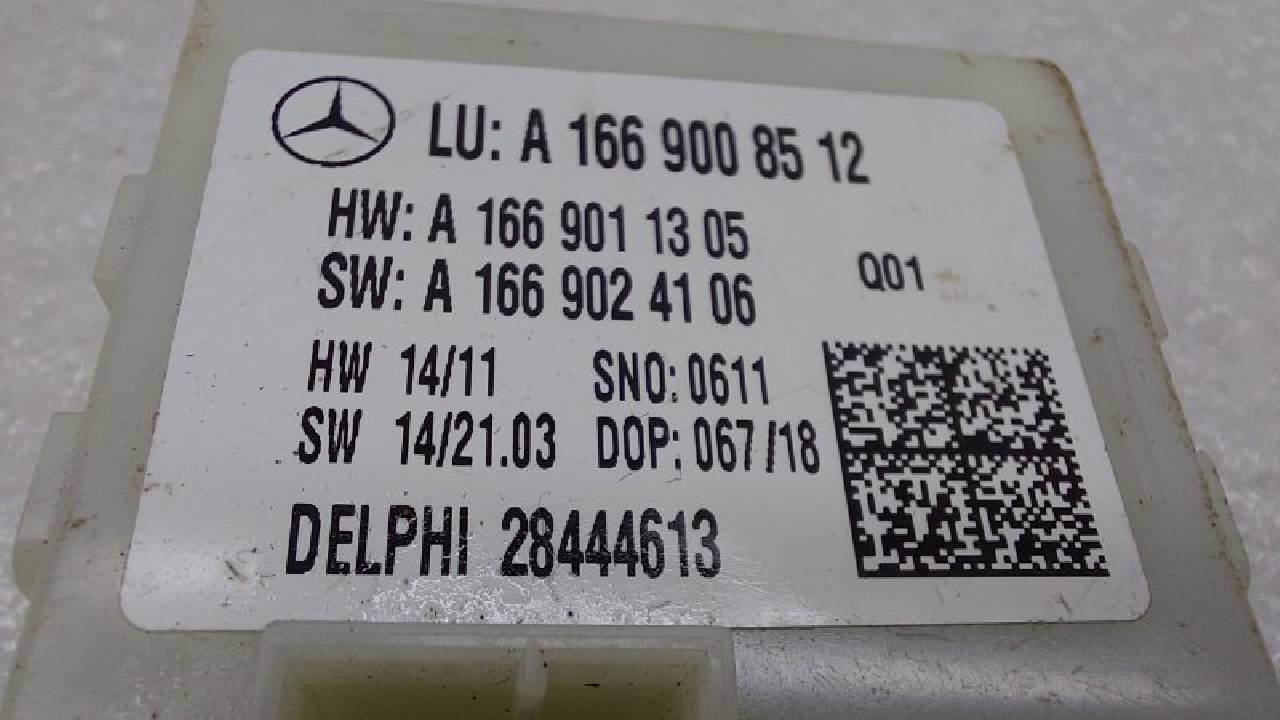 LU: A 166 900 85 12
HW: A 166 901 13 05
SW: A 166 902 41 06
Q01
HW 14/11 SNO: 0611
SW 14/21.03 DOP: 067/18
DELPHI 28444613